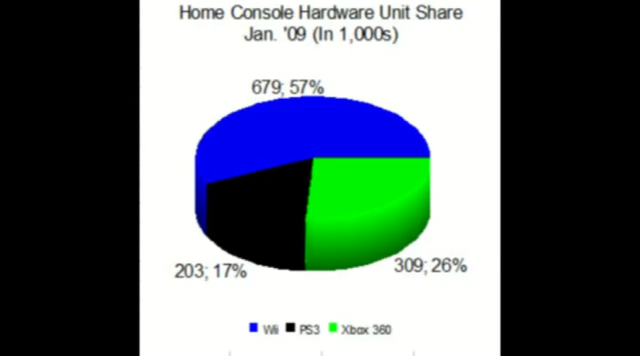 Home Console Hardware Unit Share
Jan. '09 (In 1,000s)
679; 57%
203; 17%
309; 26%
Wii PS3 Xbox 360